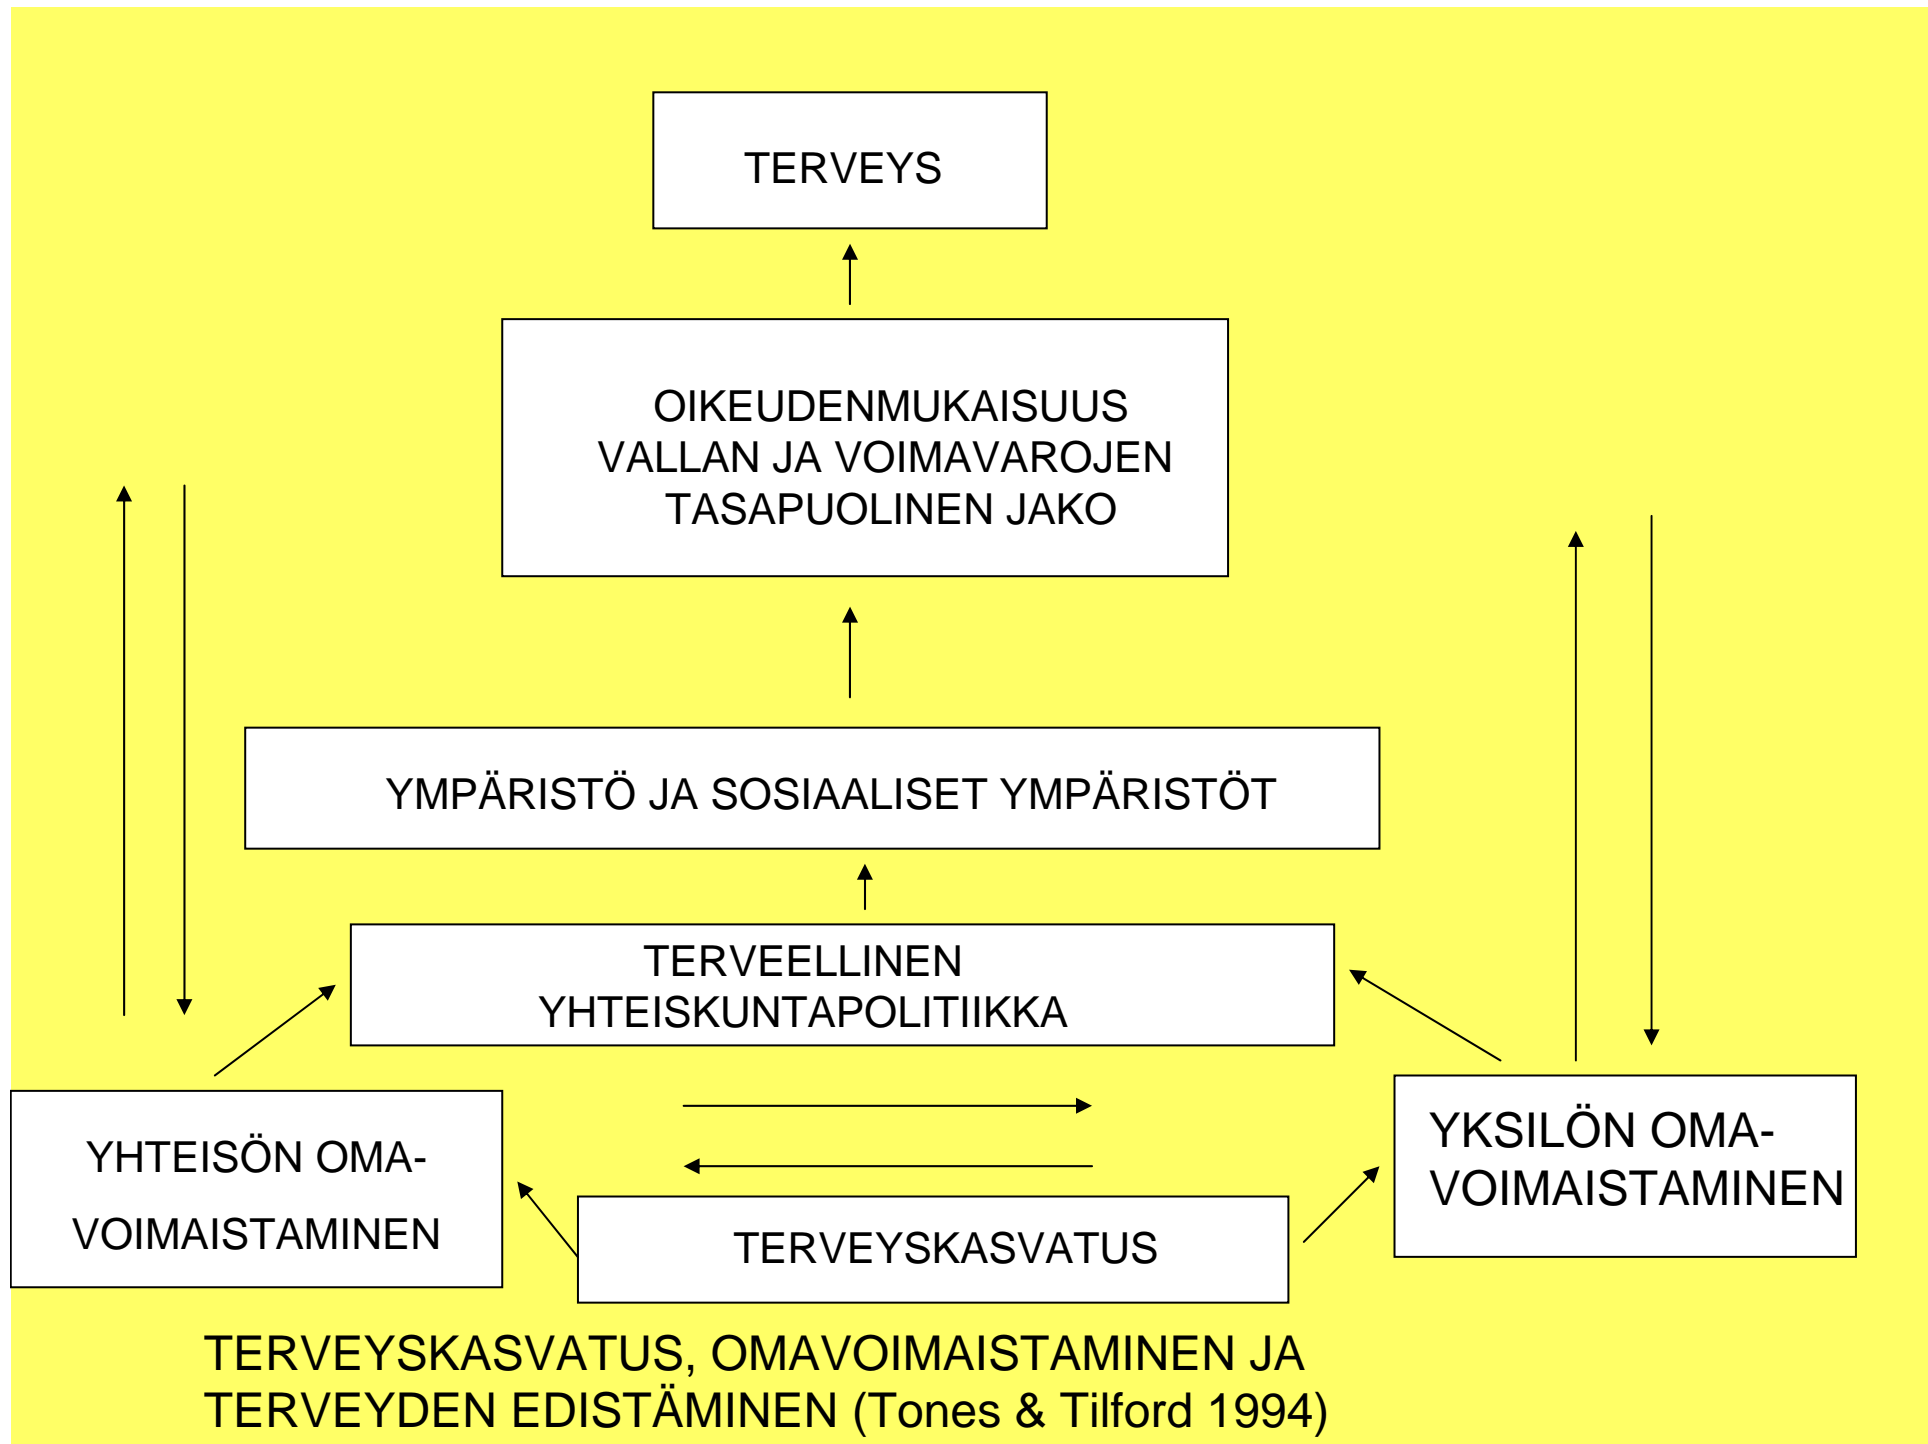 TERVEYS
OIKEUDENMUKAISUUS
VALLAN JA VOIMAVAROJEN
TASAPUOLINEN JAKO
YMPÄRISTÖ JA SOSIAALISET YMPÄRISTÖT
TERVEELLINEN
YHTEISKUNTAPOLITIIKKA
YHTEISÖN OMA-
VOIMAISTAMINEN
YKSILÖN OMA-
VOIMAISTAMINEN
TERVEYSKASVATUS
TERVEYSKASVATUS, OMAVOIMAISTAMINEN JA
TERVEYDEN EDISTÄMINEN (Tones & Tilford 1994)